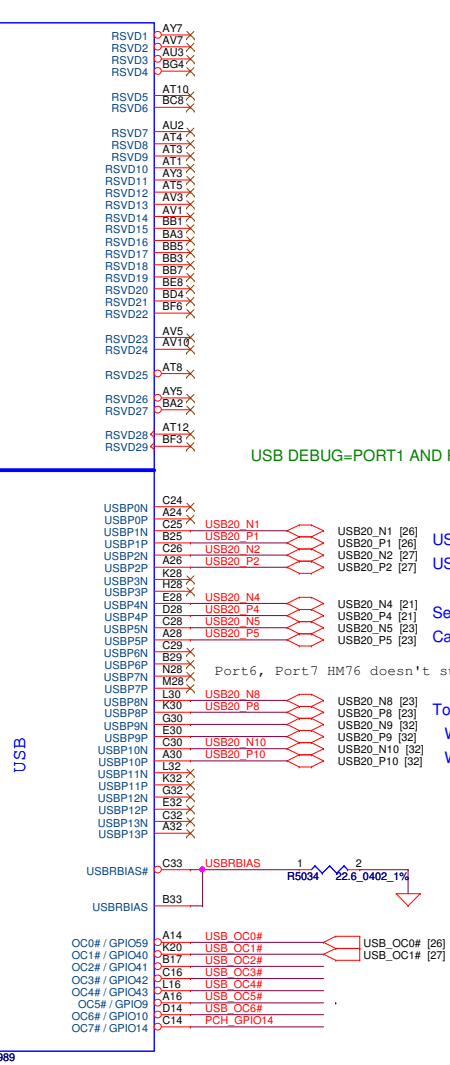 RSVD1 AY7
RSVD2 AV7
RSVD3 AU3
RSVD4 BG4
RSVD5 AT10
RSVD6 BC8
RSVD7 AU2
RSVD8 AT4
RSVD9 AT3
RSVD10 AT1
RSVD11 AY3
RSVD12 AT5
RSVD13 AV3
RSVD14 AV1
RSVD15 BB1
RSVD16 BA3
RSVD17 BB5
RSVD18 BB3
RSVD19 BB7
RSVD20 BE8
RSVD21 BD4
RSVD22 BF6
RSVD23 AV5
RSVD24 AV10
RSVD25 AT8
RSVD26 AY5
RSVD27 BA2
RSVD28 AT12
RSVD29 BF3
USB DEBUG=PORT1 AND
USBP0N C24
USBP0P A24
USBP1N C25 USB20_N1 USB20_N1 [26]
USBP1P B25 USB20_P1 USB20_P1 [26] US
USBP2N C26 USB20_N2 USB20_N2 [27]
USBP2P A26 USB20_P2 USB20_P2 [27] US
USBP3N K28
USBP3P H28
USBP4N E28 USB20_N4 USB20_N4 [21]
USBP4P D28 USB20_P4 USB20_P4 [21] Se
USBP5N C28 USB20_N5 USB20_N5 [23]
USBP5P A28 USB20_P5 USB20_P5 [23] Ca
USBP6N C29
USBP6P B29
USBP7N N28 Port6, Port7 HM76 doesn't s
USBP7P M28
USBP8N L30 USB20_N8 USB20_N8 [23]
USBP8P K30 USB20_P8 USB20_P8 [23] To
USBP9N G30 USB20_N9 [32]
USBP9P E30 USB20_P9 [32]
USBP10N C30 USB20_N10 USB20_N10 [32]
USBP10P A30 USB20_P10 USB20_P10 [32]
USBP11N L32
USBP11P K32
USBP12N G32
USBP12P E32
USBP13N C32
USBP13P A32
USB
USBRBIAS# C33 USBRBIAS 1 2
R5034 22.6_0402_1%
USBRBIAS B33
OC0# / GPIO59 A14 USB_OC0# USB_OC0# [26]
OC1# / GPIO40 K20 USB_OC1# USB_OC1# [27]
OC2# / GPIO41 B17 USB_OC2#
OC3# / GPIO42 C16 USB_OC3#
OC4# / GPIO43 L16 USB_OC4#
OC5# / GPIO9 A16 USB_OC5#
OC6# / GPIO10 D14 USB_OC6#
OC7# / GPIO14 C14 PCH_GPIO14
989